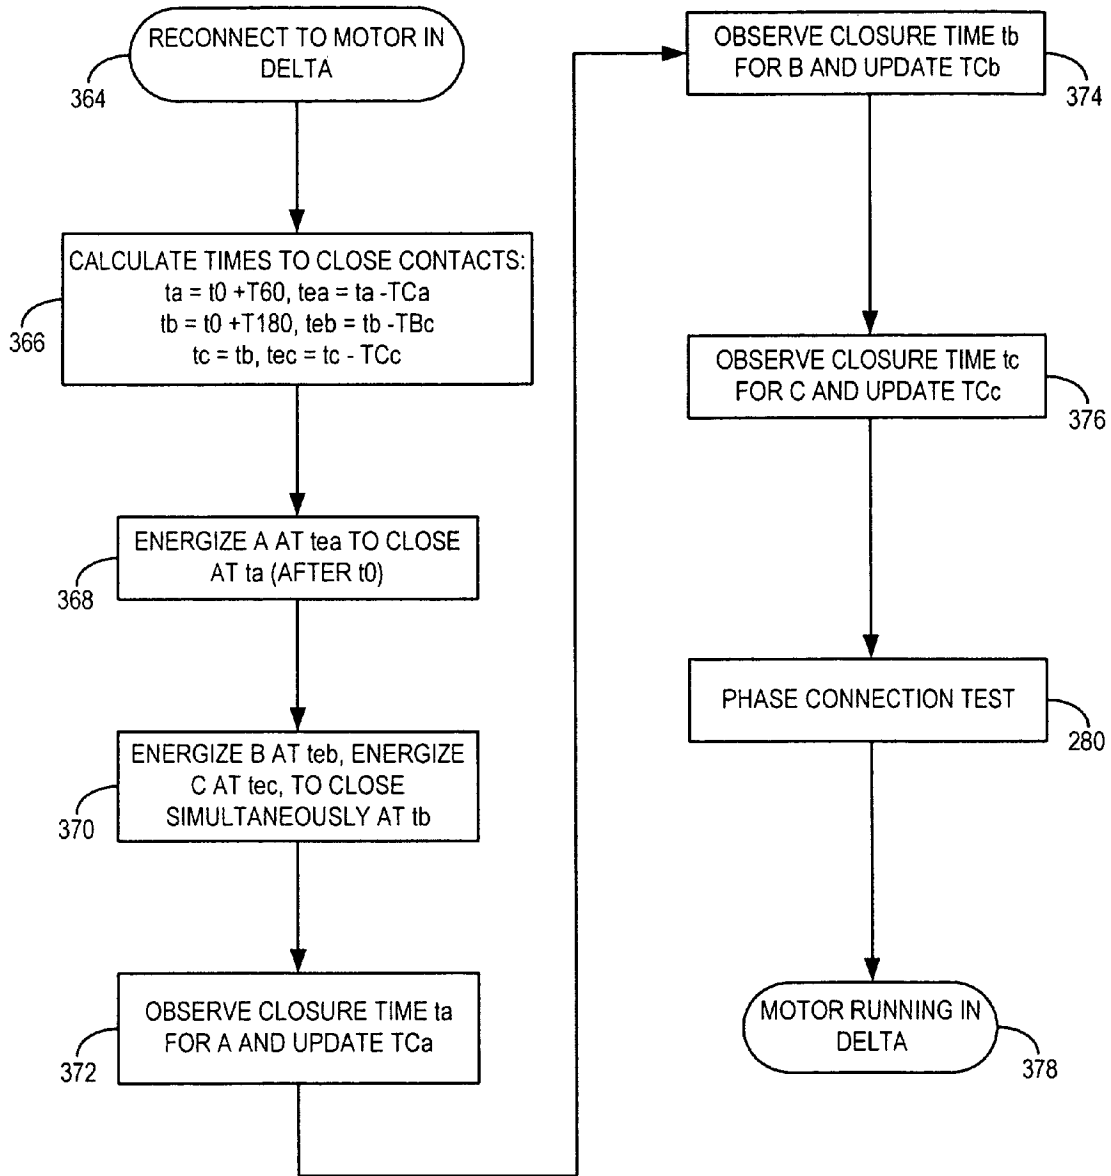 RECONNECT TO MOTOR IN
DELTA
364
CALCULATE TIMES TO CLOSE CONTACTS:
ta = t0 +T60, tea = ta -TCa
tb = t0 +T180, teb = tb -TBc
tc = tb, tec = tc - TCc
366
ENERGIZE A AT tea TO CLOSE
AT ta (AFTER t0)
368
ENERGIZE B AT teb, ENERGIZE
C AT tec, TO CLOSE
SIMULTANEOUSLY AT tb
370
OBSERVE CLOSURE TIME ta
FOR A AND UPDATE TCa
372
OBSERVE CLOSURE TIME tb
FOR B AND UPDATE TCb
374
OBSERVE CLOSURE TIME tc
FOR C AND UPDATE TCc
376
PHASE CONNECTION TEST
280
MOTOR RUNNING IN
DELTA
378